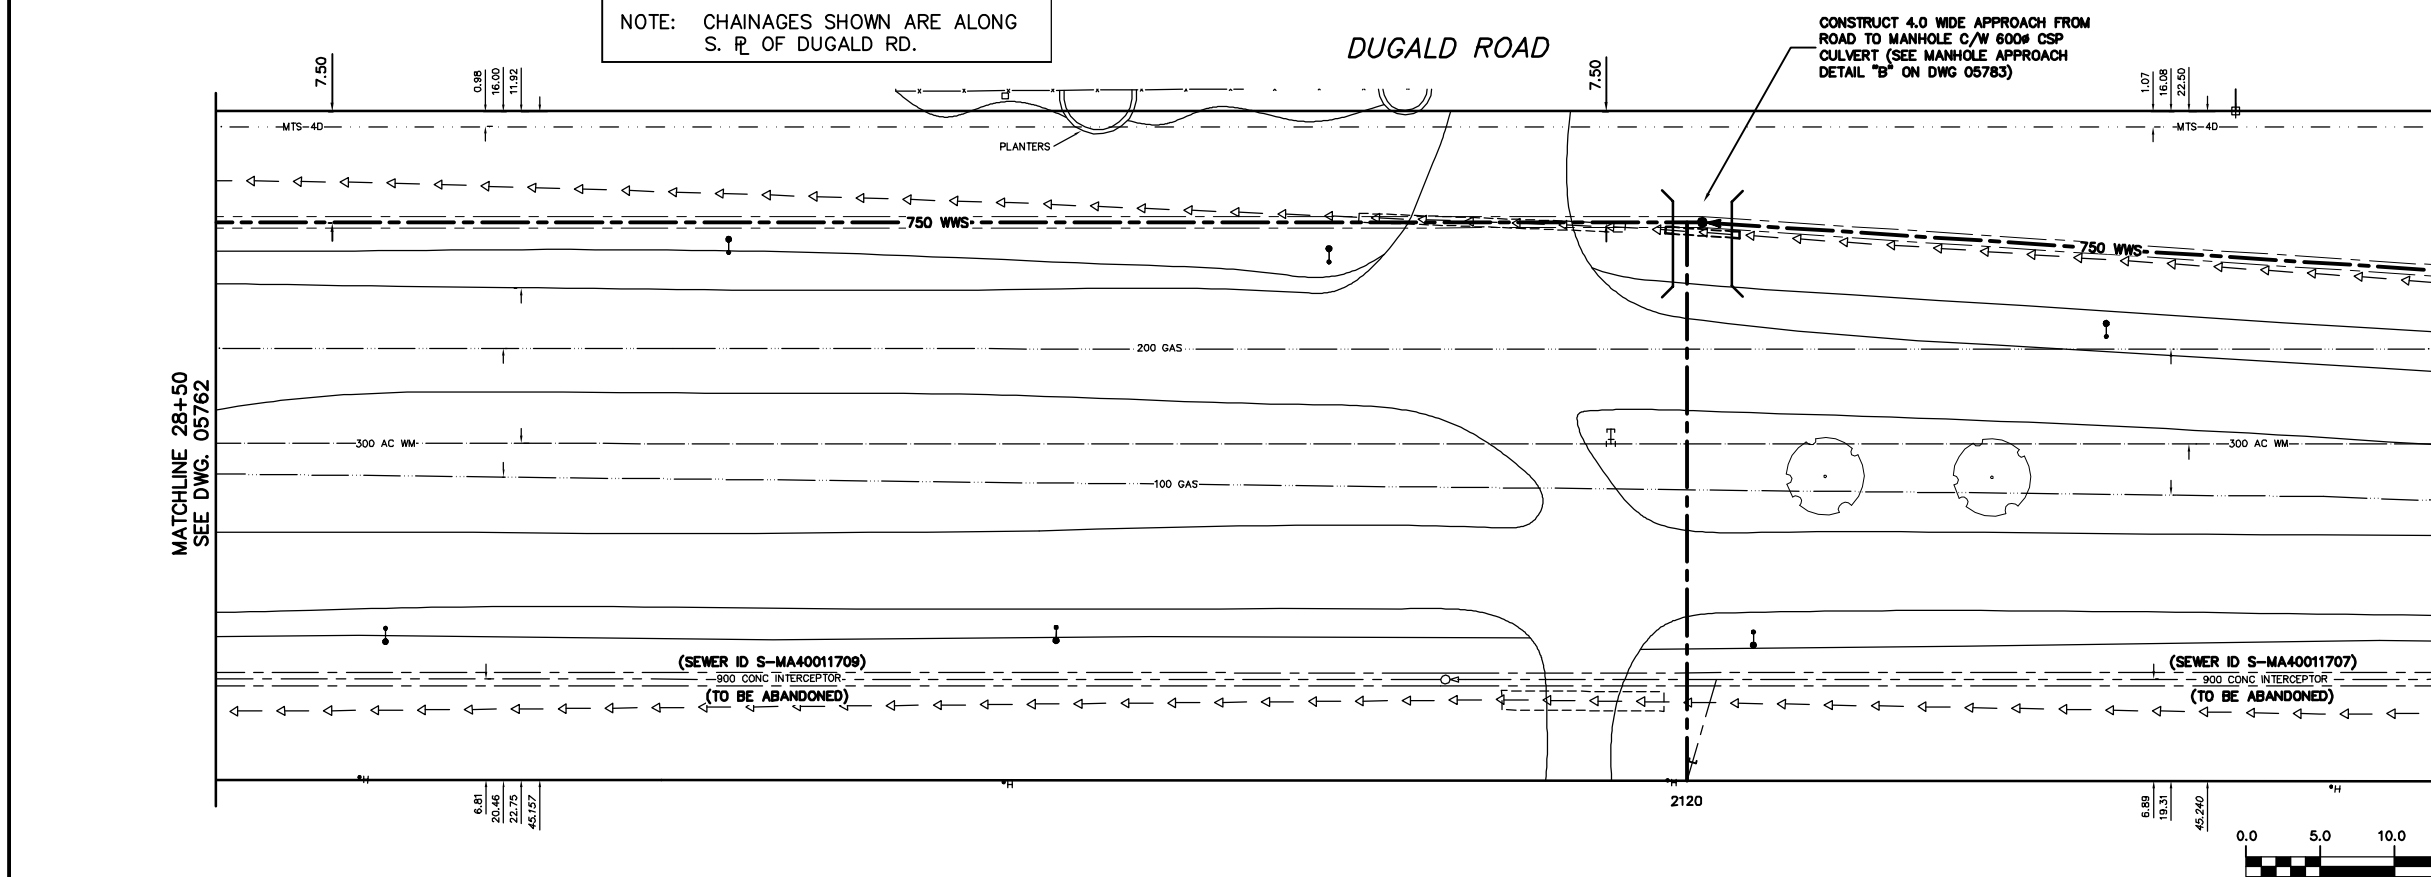 NOTE: CHAINAGES SHOWN ARE ALONG
S. ⅊ OF DUGALD RD.
DUGALD ROAD
CONSTRUCT 4.0 WIDE APPROACH FROM
ROAD TO MANHOLE C/W 600ø CSP
CULVERT (SEE MANHOLE APPROACH
DETAIL "B" ON DWG 05783)
7.50
0.98
16.00
11.92
7.50
1.07
16.08
22.50
MTS-4D
MTS-4D
PLANTERS
750 WWS
750 WWS
200 GAS
MATCHLINE 28+50
SEE DWG. 05762
300 AC WM
300 AC WM
100 GAS
(SEWER ID S-MA40011709)
900 CONC INTERCEPTOR
(TO BE ABANDONED)
(SEWER ID S-MA40011707)
900 CONC INTERCEPTOR
(TO BE ABANDONED)
H
H
H
H
6.81
20.46
22.75
45.157
2120
6.89
19.31
45.240
0.0 5.0 10.0